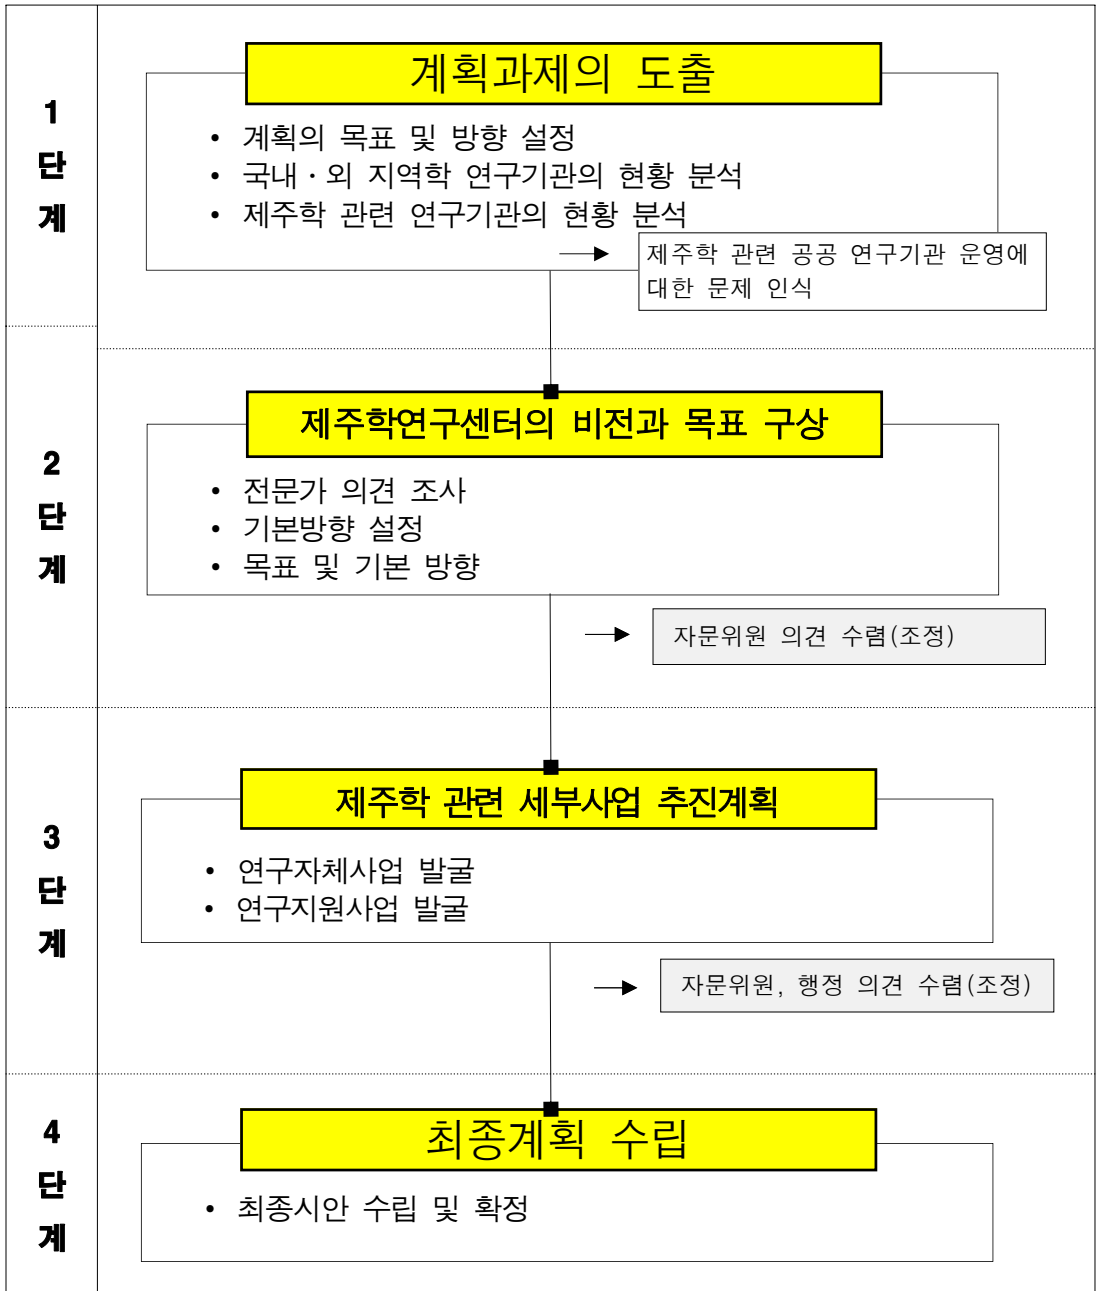 1
단
계
계획과제의 도출
• 계획의 목표 및 방향 설정
• 국내·외 지역학 연구기관의 현황 분석
• 제주학 관련 연구기관의 현황 분석
제주학 관련 공공 연구기관 운영에
대한 문제 인식
2
단
계
제주학연구센터의 비전과 목표 구상
• 전문가 의견 조사
• 기본방향 설정
• 목표 및 기본 방향
자문위원 의견 수렴(조정)
3
단
계
제주학 관련 세부사업 추진계획
• 연구자체사업 발굴
• 연구지원사업 발굴
자문위원, 행정 의견 수렴(조정)
4
단
계
최종계획 수립
• 최종시안 수립 및 확정